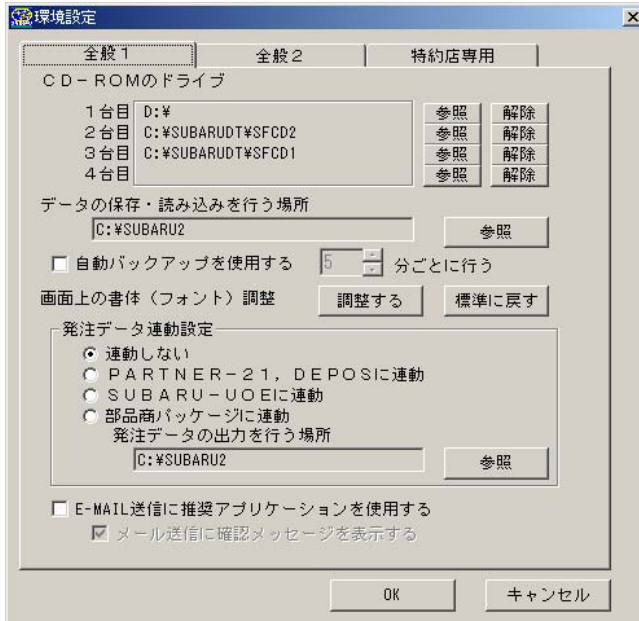 環境設定
全般1 全般2 特約店専用
CD-ROMのドライブ
1台目 D:¥ 参照 解除
2台目 C:¥SUBARUDT¥SFCD2 参照 解除
3台目 C:¥SUBARUDT¥SFCD1 参照 解除
4台目 参照 解除
データの保存・読み込みを行う場所
C:¥SUBARU2 参照
自動バックアップを使用する 5 分ごとに行う
画面上の書体(フォント)調整 調整する 標準に戻す
発注データ連動設定
連動しない
PARTNER-21,DEPOSに連動
SUBARU-UOEに連動
部品商パッケージに連動
発注データの出力を行う場所
C:¥SUBARU2 参照
E-MAIL送信に推奨アプリケーションを使用する
メール送信に確認メッセージを表示する
OK キャンセル